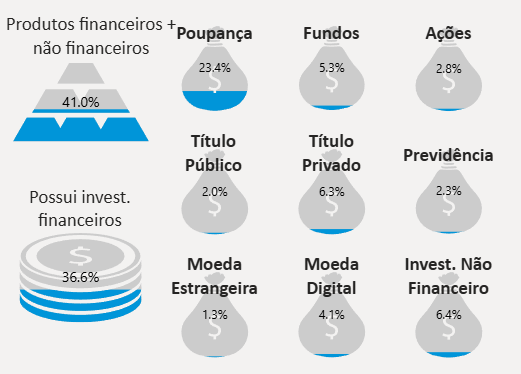 Produtos financeiros +
não financeiros
41.0%
Possui invest.
financeiros
$
36.6%
Poupança
23.4%
$
Fundos
5.3%
$
Ações
2.8%
$
Título
Público
2.0%
$
Título
Privado
6.3%
$
Previdência
2.3%
$
Moeda
Estrangeira
1.3%
$
Moeda
Digital
4.1%
$
Invest. Não
Financeiro
6.4%
$